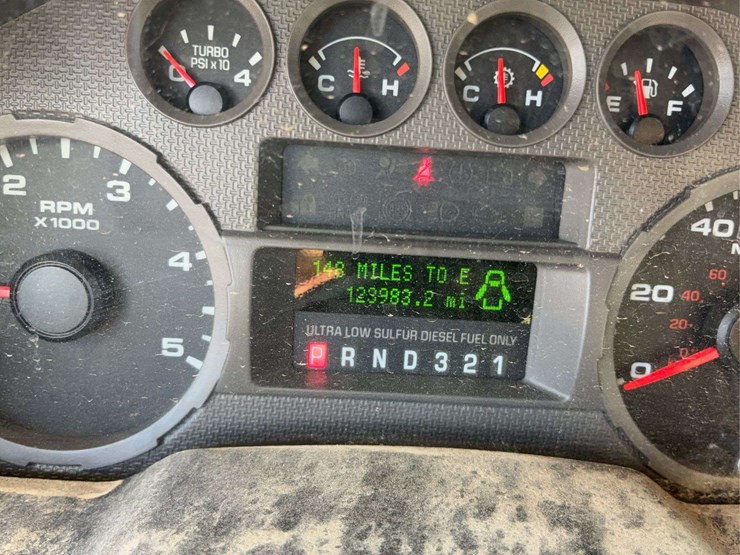 TURBO
PSI x 10
0 4
C H
C H
E F
2 3 4 5
RPM
X1000
148 MILES TO E
123983.2 mi
ULTRA LOW SULFUR DIESEL FUEL ONLY
P R N D 3 2 1
40
60
20 40
20
0